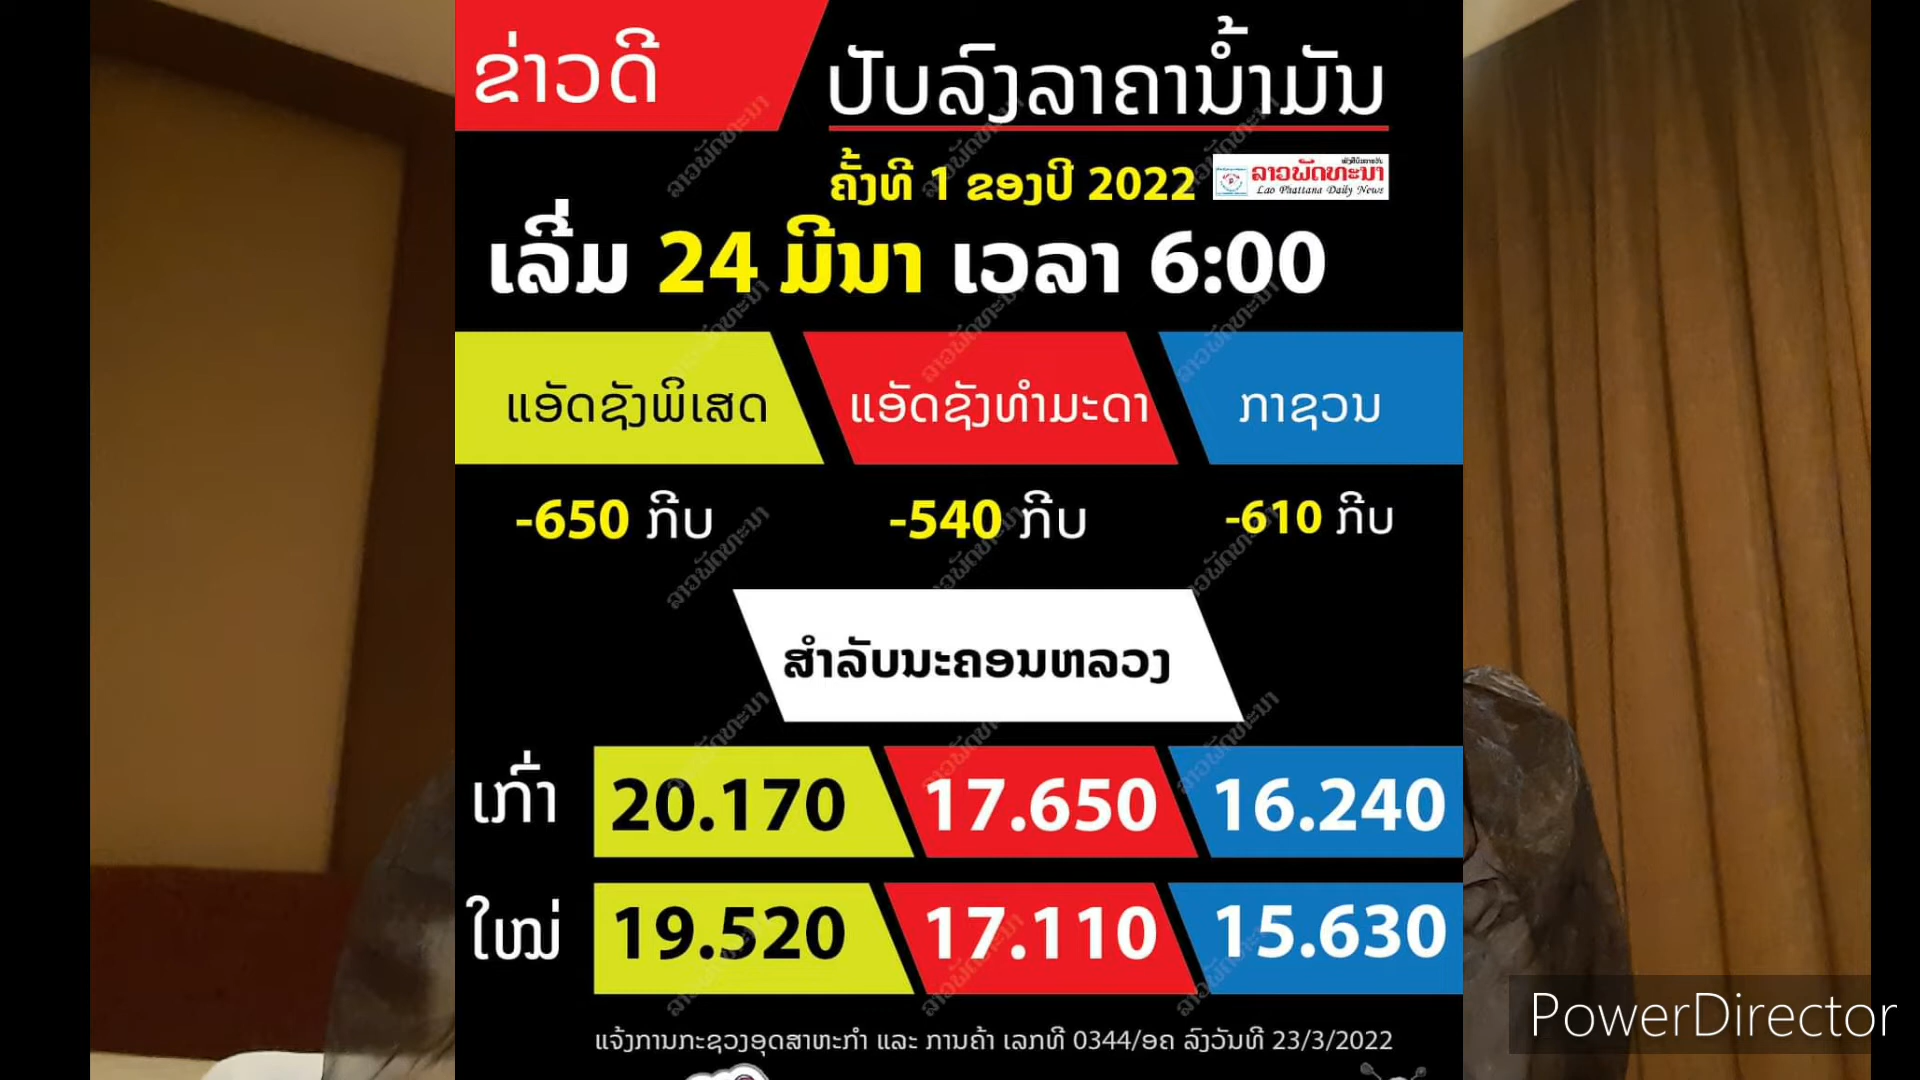 ຂ່າວດີ
ປັບລົງລາຄານ້ຳມັນ
ຄັ້ງທີ 1 ຂອງປີ 2022
ລາວພັດທະນາ
Lao Phattana Daily News
ເລີ່ມ 24 ມີນາ ເວລາ 6:00
ແອັດຊັງພິເສດ ແອັດຊັງທຳມະດາ ກາຊວນ
-650 ກີບ -540 ກີບ -610 ກີບ
ສຳລັບນະຄອນຫລວງ
ເກົ່າ 20.170 17.650 16.240
ໃໝ່ 19.520 17.110 15.630
ແຈ້ງການກະຊວງອຸດສາຫະກຳ ແລະ ການຄ້າ ເລກທີ 0344/ອຄ ລົງວັນທີ 23/3/2022
PowerDirector